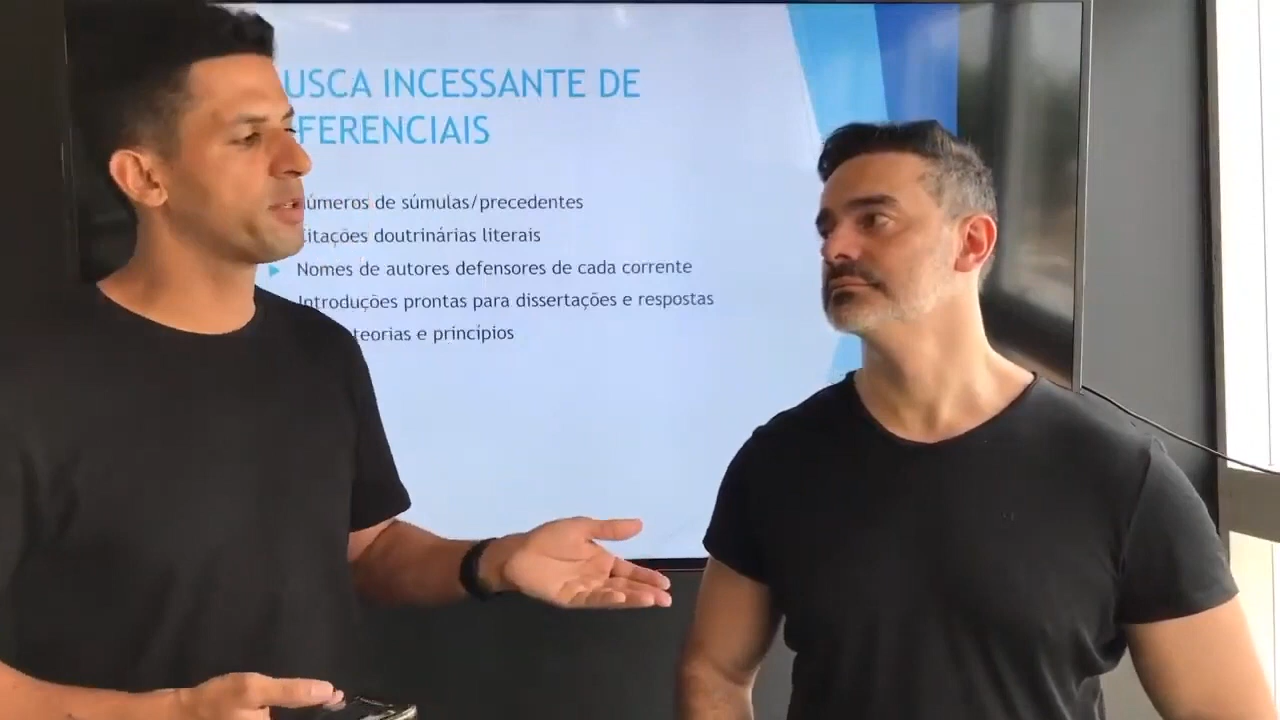 USCA INCESSANTE DE
FERENCIAIS
úmeros de súmulas/precedentes
Citações doutrinárias literais
Nomes de autores defensores de cada corrente
Introduções prontas para dissertações e respostas
teorias e princípios